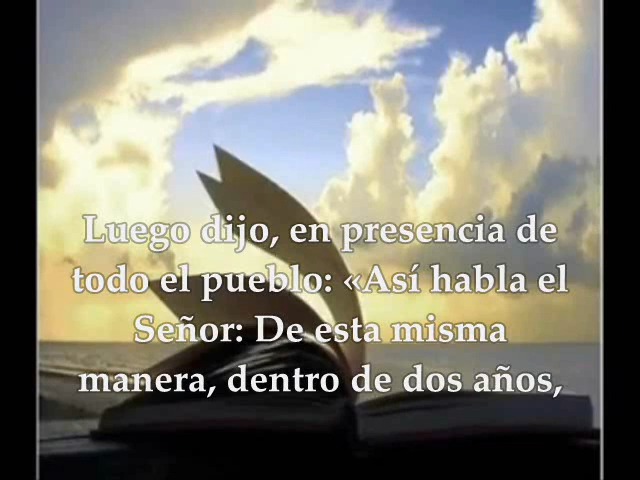 Luego dijo, en presencia de
todo el pueblo: «Así habla el
Señor: De esta misma
manera, dentro de dos años,